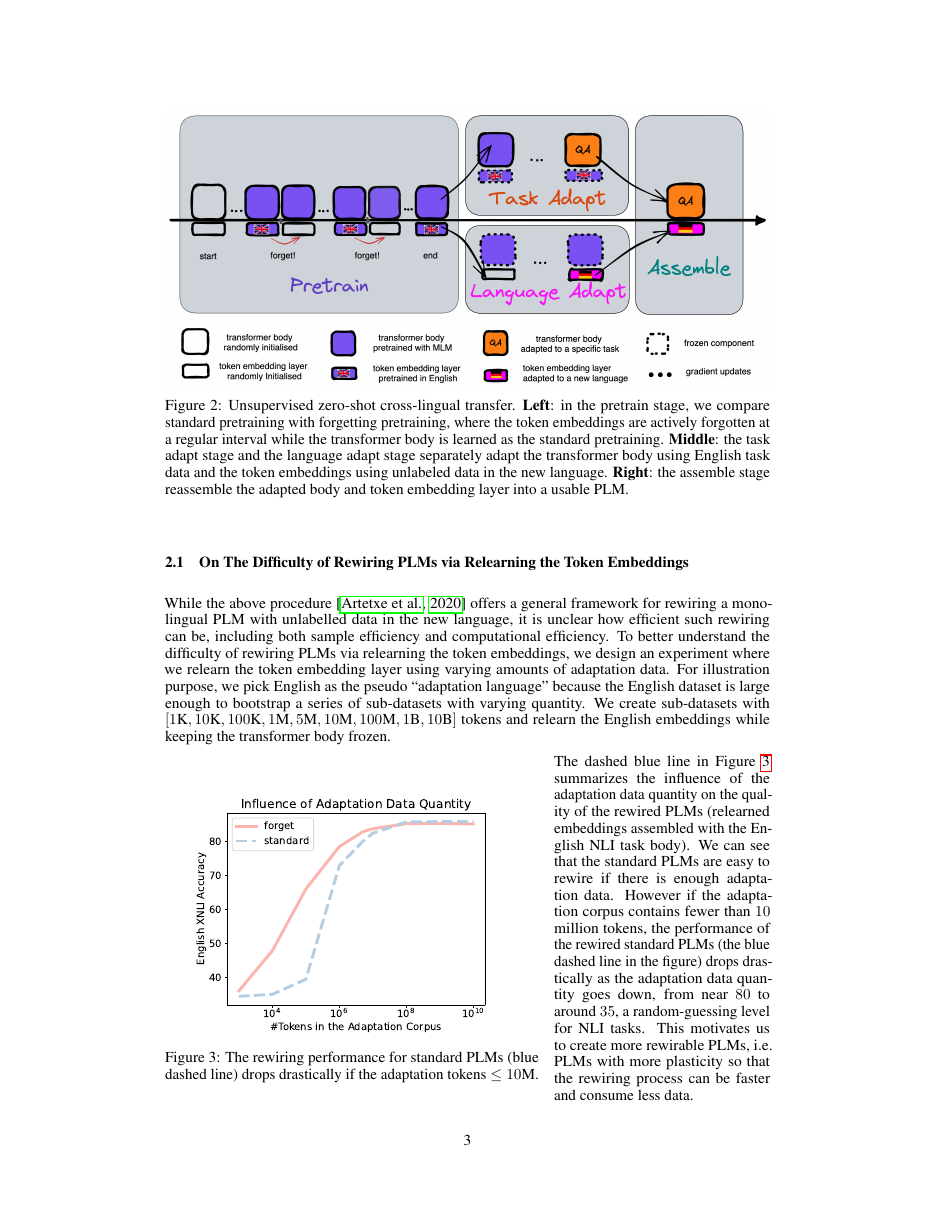 QA
QA
Task Adapt
start
forget!
forget!
end
Pretrain
Language Adapt
Assemble
transformer body
randomly initialised
transformer body
pretrained with MLM
QA
transformer body
adapted to a specific task
frozen component
token embedding layer
randomly Initialised
token embedding layer
pretrained in English
token embedding layer
adapted to a new language
gradient updates
Figure 2: Unsupervised zero-shot cross-lingual transfer. Left: in the pretrain stage, we compare
standard pretraining with forgetting pretraining, where the token embeddings are actively forgotten at
a regular interval while the transformer body is learned as the standard pretraining. Middle: the task
adapt stage and the language adapt stage separately adapt the transformer body using English task
data and the token embeddings using unlabeled data in the new language. Right: the assemble stage
reassemble the adapted body and token embedding layer into a usable PLM.
2.1 On The Difficulty of Rewiring PLMs via Relearning the Token Embeddings
While the above procedure [Artetxe et al., 2020] offers a general framework for rewiring a mono-
lingual PLM with unlabelled data in the new language, it is unclear how efficient such rewiring
can be, including both sample efficiency and computational efficiency. To better understand the
difficulty of rewiring PLMs via relearning the token embeddings, we design an experiment where
we relearn the token embedding layer using varying amounts of adaptation data. For illustration
purpose, we pick English as the pseudo “adaptation language” because the English dataset is large
enough to bootstrap a series of sub-datasets with varying quantity. We create sub-datasets with
[1K, 10K, 100K, 1M, 5M, 10M, 100M, 1B, 10B] tokens and relearn the English embeddings while
keeping the transformer body frozen.
Influence of Adaptation Data Quantity
forget
standard
80
70
60
50
40
English XNLI Accuracy
10^4 10^6 10^8 10^10
#Tokens in the Adaptation Corpus
Figure 3: The rewiring performance for standard PLMs (blue
dashed line) drops drastically if the adaptation tokens ≤ 10M.
The dashed blue line in Figure 3
summarizes the influence of the
adaptation data quantity on the qual-
ity of the rewired PLMs (relearned
embeddings assembled with the En-
glish NLI task body). We can see
that the standard PLMs are easy to
rewire if there is enough adapta-
tion data. However if the adapta-
tion corpus contains fewer than 10
million tokens, the performance of
the rewired standard PLMs (the blue
dashed line in the figure) drops dras-
tically as the adaptation data quan-
tity goes down, from near 80 to
around 35, a random-guessing level
for NLI tasks. This motivates us
to create more rewirable PLMs, i.e.
PLMs with more plasticity so that
the rewiring process can be faster
and consume less data.
3